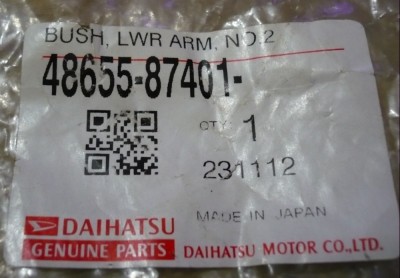 BUSH, LWR ARM, NO.2
48655-87401-
QTY. 1
231112
MADE IN JAPAN
DAIHATSU
GENUINE PARTS DAIHATSU MOTOR CO.,LTD.